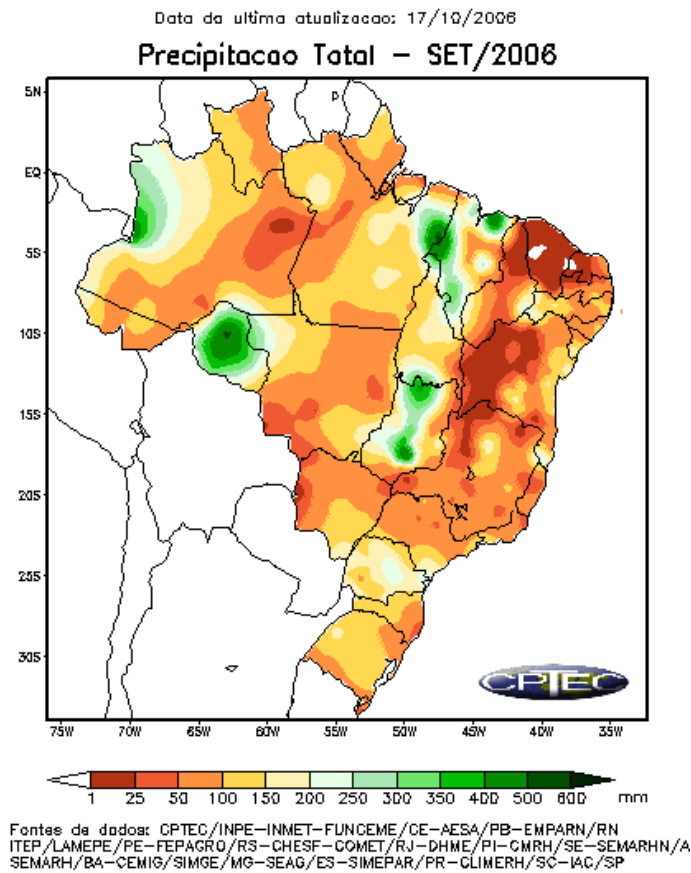 Data da ultima atualizacao: 17/10/2006
Precipitacao Total - SET/2006
5N
EQ
5S
10S
15S
20S
25S
30S
75W 70W 65W 60W 55W 50W 45W 40W 35W
CPTEC
1 25 50 100 150 200 250 300 350 400 500 600 mm
Fontes de dados: CPTEC/INPE-INMET-FUNCEME/CE-AESA/PB-EMPARN/RN
ITEP/LAMEPE/PE-FEPAGRO/RS-CHESF-COMET/RJ-DHME/PI-CMRH/SE-SEMARHN/A
SEMARH/BA-CEMIG/SIMGE/MG-SEAG/ES-SIMEPAR/PR-CLIMERH/SC-IAC/SP